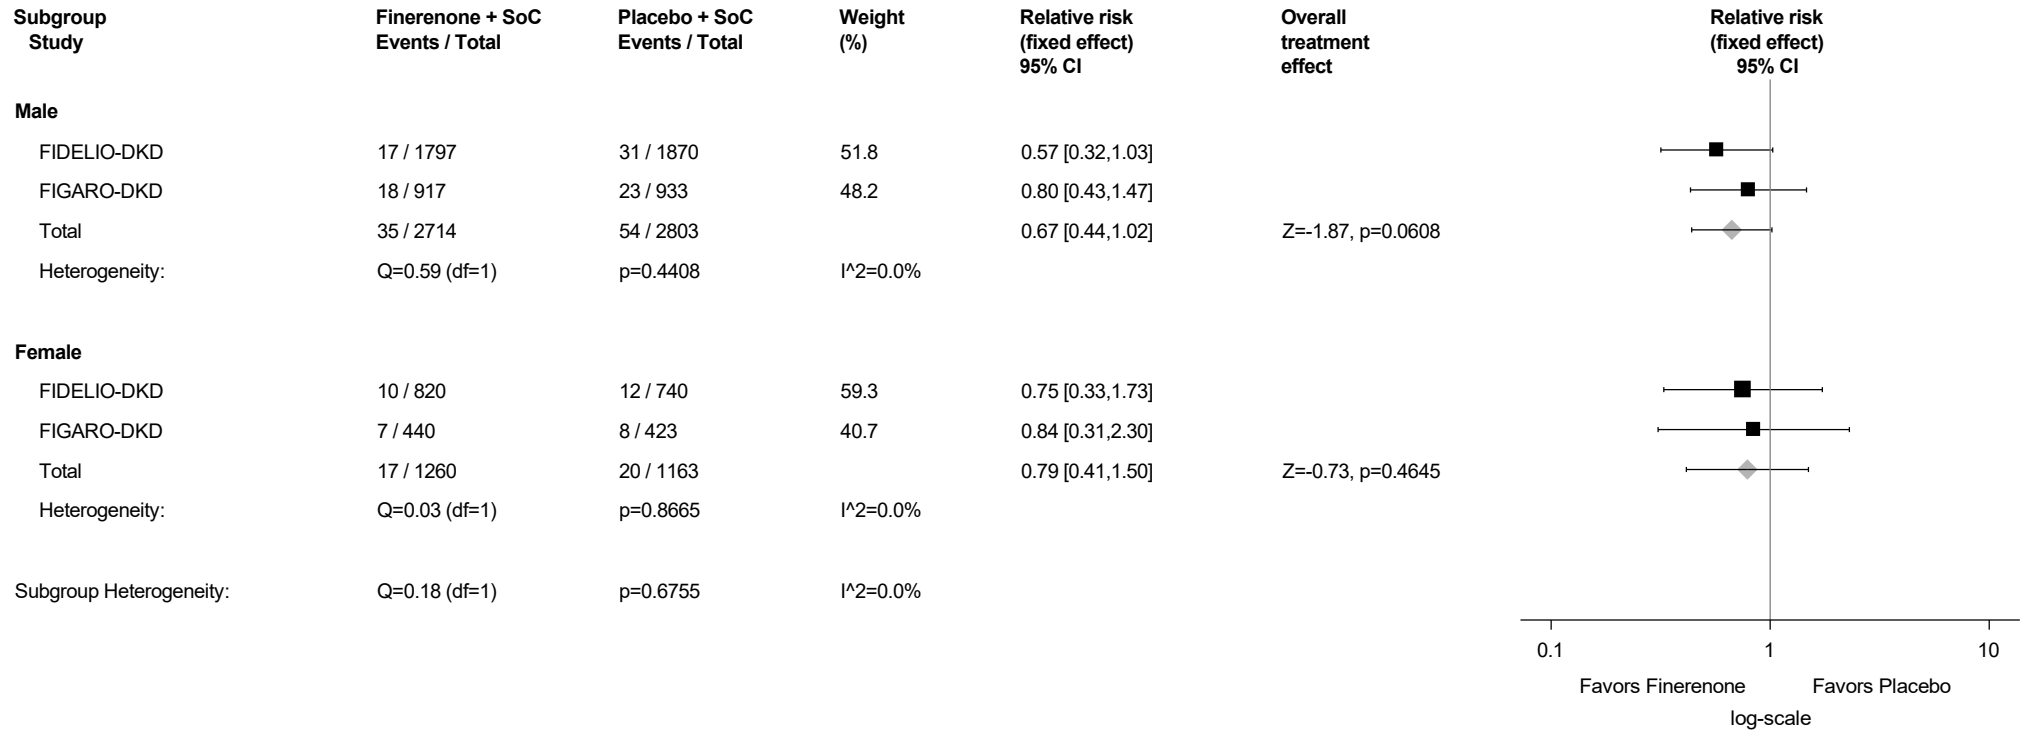 Subgroup Finerenone + SoC Placebo + SoC Weight Relative risk Overall Relative risk
Study Events / Total Events / Total (%) (fixed effect) treatment (fixed effect)
95% CI effect 95% CI
Male
FIDELIO-DKD 17 / 1797 31 / 1870 51.8 0.57 [0.32,1.03]
FIGARO-DKD 18 / 917 23 / 933 48.2 0.80 [0.43,1.47]
Total 35 / 2714 54 / 2803 0.67 [0.44,1.02] Z=-1.87, p=0.0608
Heterogeneity: Q=0.59 (df=1) p=0.4408 I^2=0.0%
Female
FIDELIO-DKD 10 / 820 12 / 740 59.3 0.75 [0.33,1.73]
FIGARO-DKD 7 / 440 8 / 423 40.7 0.84 [0.31,2.30]
Total 17 / 1260 20 / 1163 0.79 [0.41,1.50] Z=-0.73, p=0.4645
Heterogeneity: Q=0.03 (df=1) p=0.8665 I^2=0.0%
Subgroup Heterogeneity: Q=0.18 (df=1) p=0.6755 I^2=0.0%
0.1 1 10
Favors Finerenone Favors Placebo
log-scale